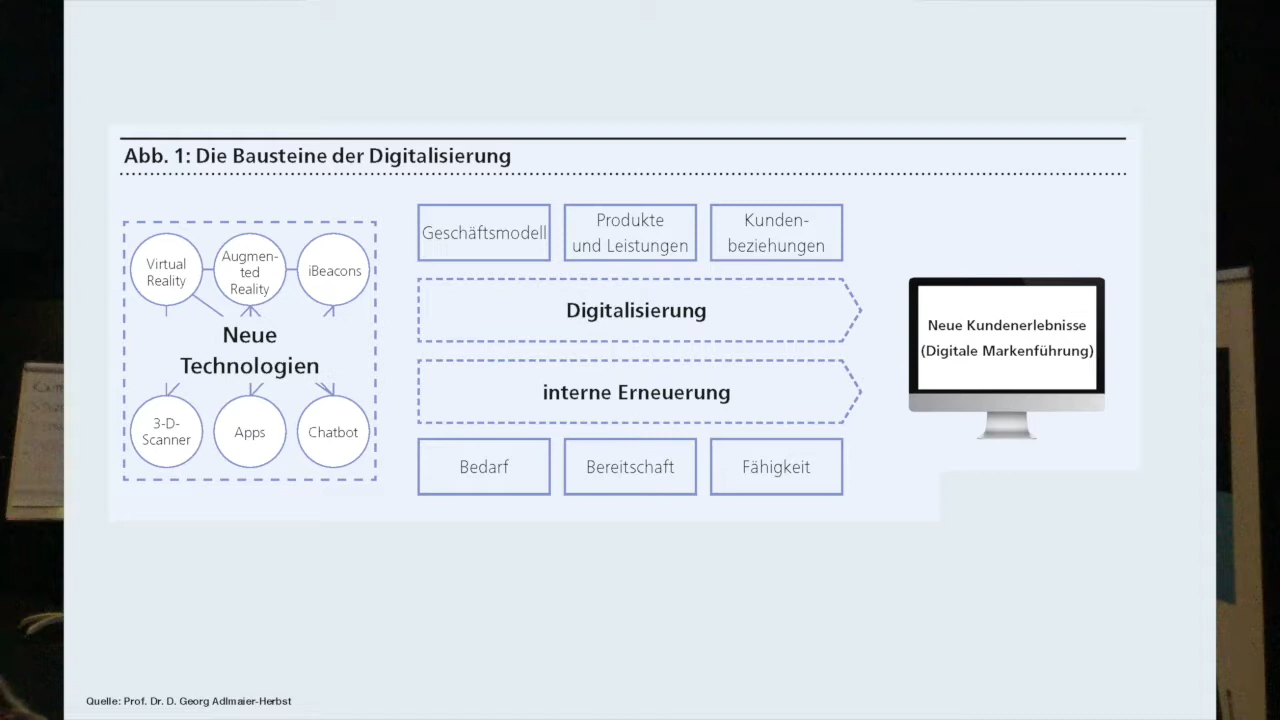 Abb. 1: Die Bausteine der Digitalisierung
Virtual
Reality
Augmen-
ted
Reality
iBeacons
Neue
Technologien
3-D-
Scanner
Apps
Chatbot
Geschäftsmodell
Produkte
und Leistungen
Kunden-
beziehungen
Digitalisierung
interne Erneuerung
Bedarf
Bereitschaft
Fähigkeit
Neue Kundenerlebnisse
(Digitale Markenführung)
Quelle: Prof. Dr. D. Georg Adlmaier-Herbst